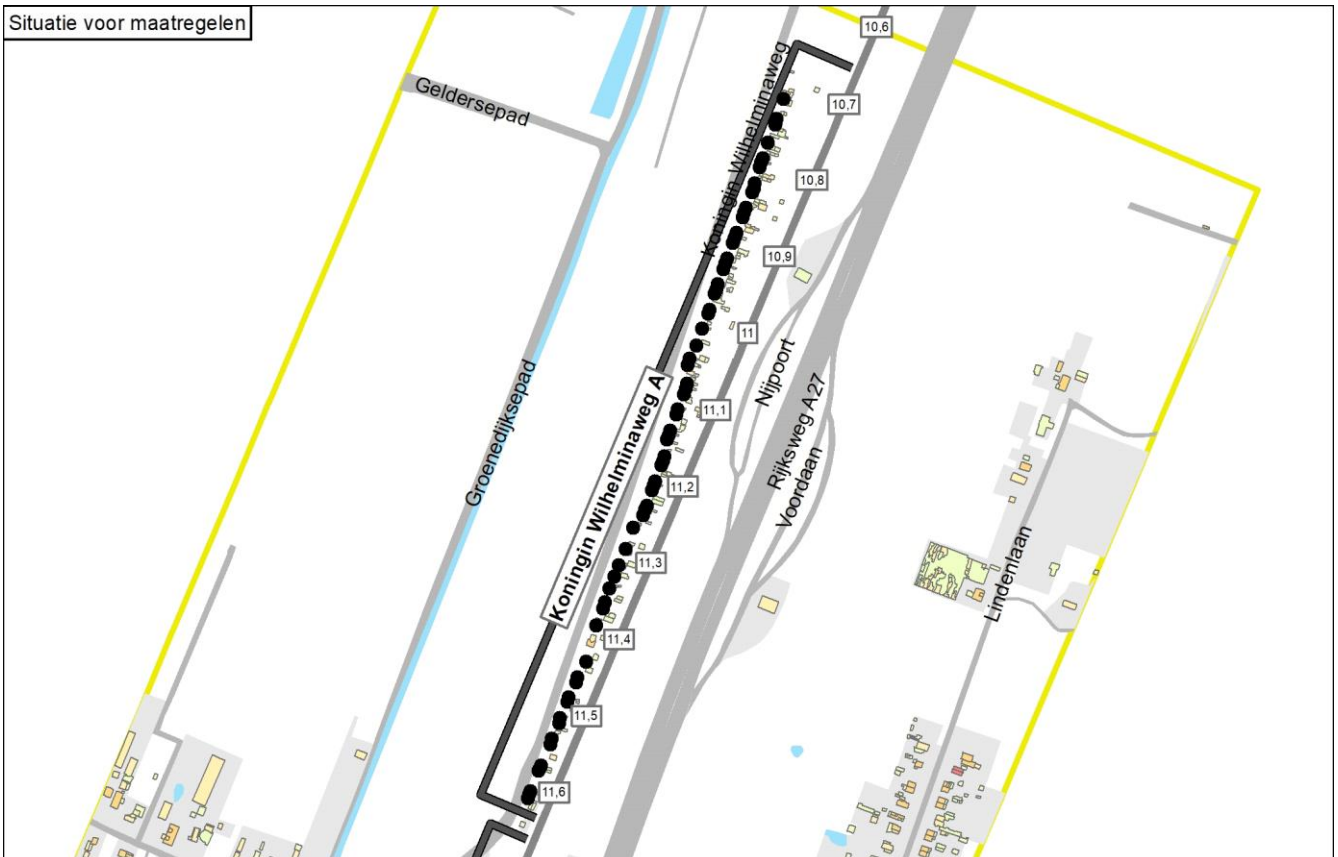 Situatie voor maatregelen
10,6
Geldersepad
Koningin Wilhelminaweg
10,7
10,8
10,9
11
Nijpoort
Koningin Wilhelminaweg A
Groenedijksepad
11,1
Rijksweg A27
Voordaan
11,2
11,3
Lindenlaan
11,4
11,5
11,6